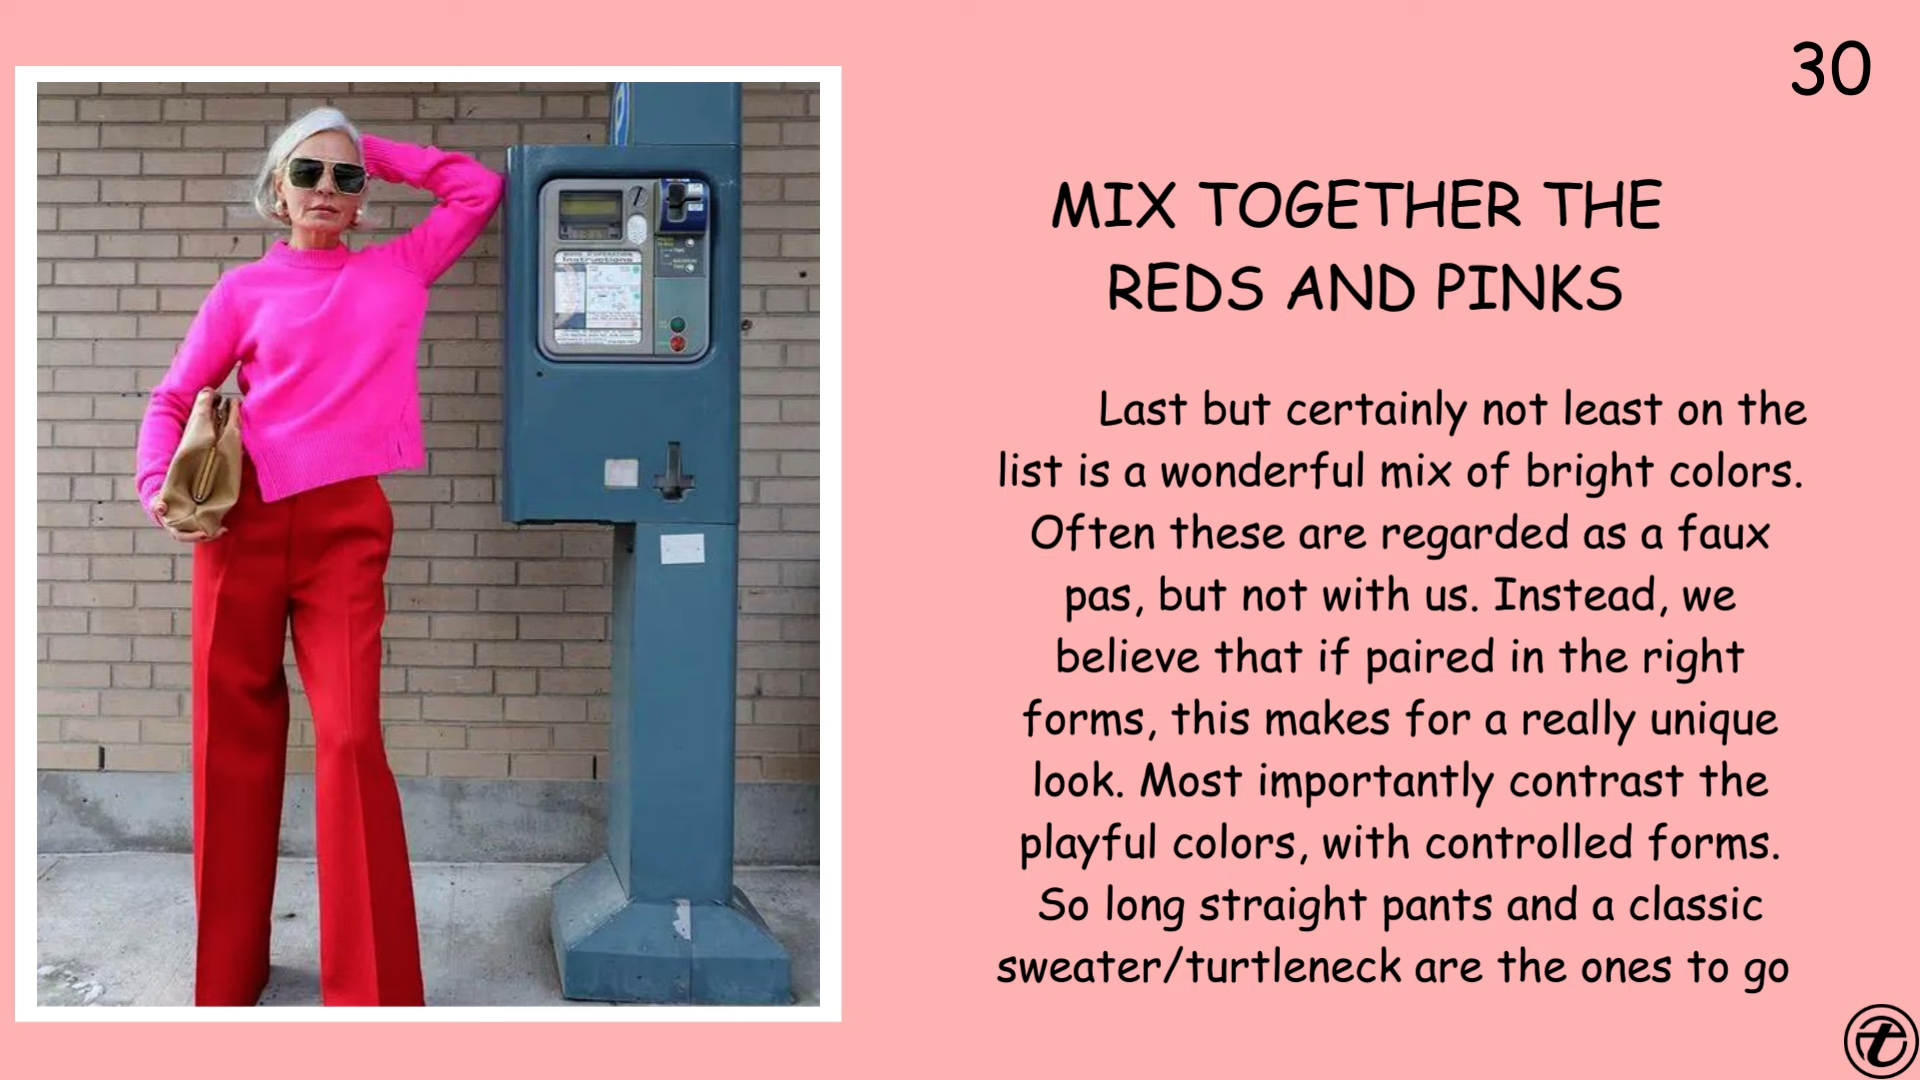 30
MIX TOGETHER THE
REDS AND PINKS
Last but certainly not least on the
list is a wonderful mix of bright colors.
Often these are regarded as a faux
pas, but not with us. Instead, we
believe that if paired in the right
forms, this makes for a really unique
look. Most importantly contrast the
playful colors, with controlled forms.
So long straight pants and a classic
sweater/turtleneck are the ones to go
Instructions
t